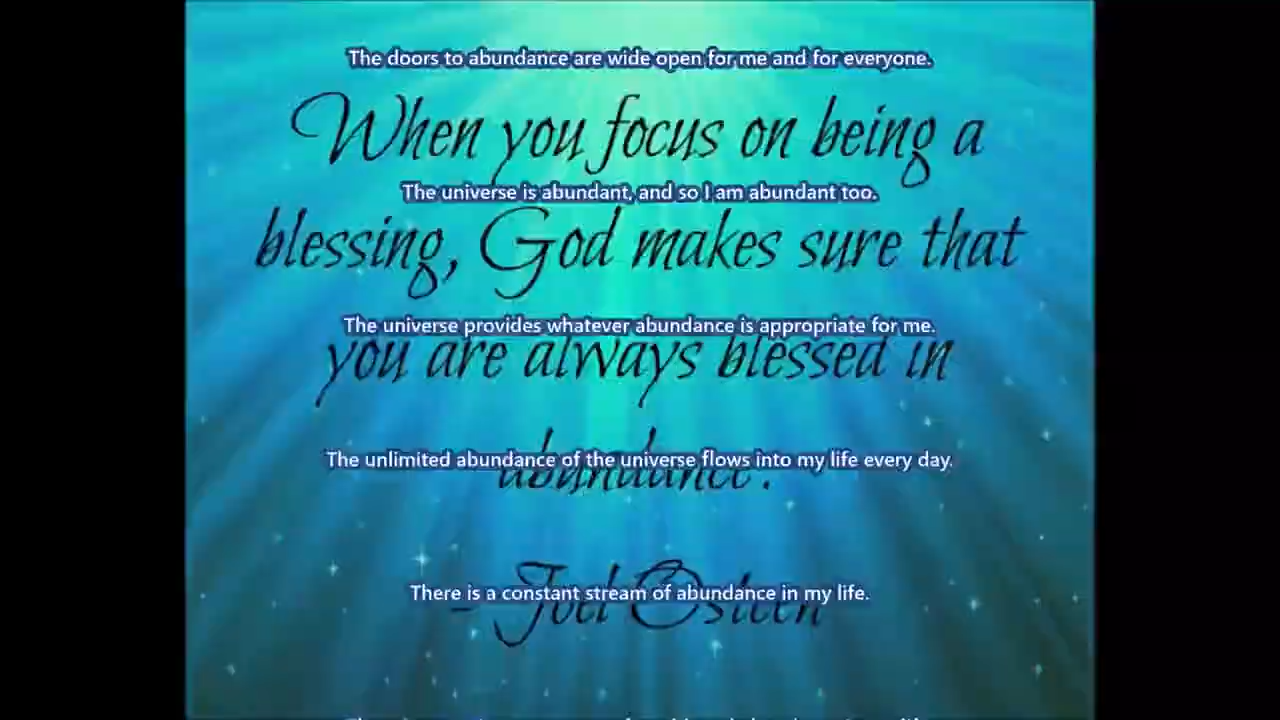 The doors to abundance are wide open for me and for everyone.
When you focus on being a
The universe is abundant, and so I am abundant too.
blessing, God makes sure that
The universe provides whatever abundance is appropriate for me.
you are always blessed in
The unlimited abundance of the universe flows into my life every day.
abundance.
There is a constant stream of abundance in my life.
- Joel Osteen